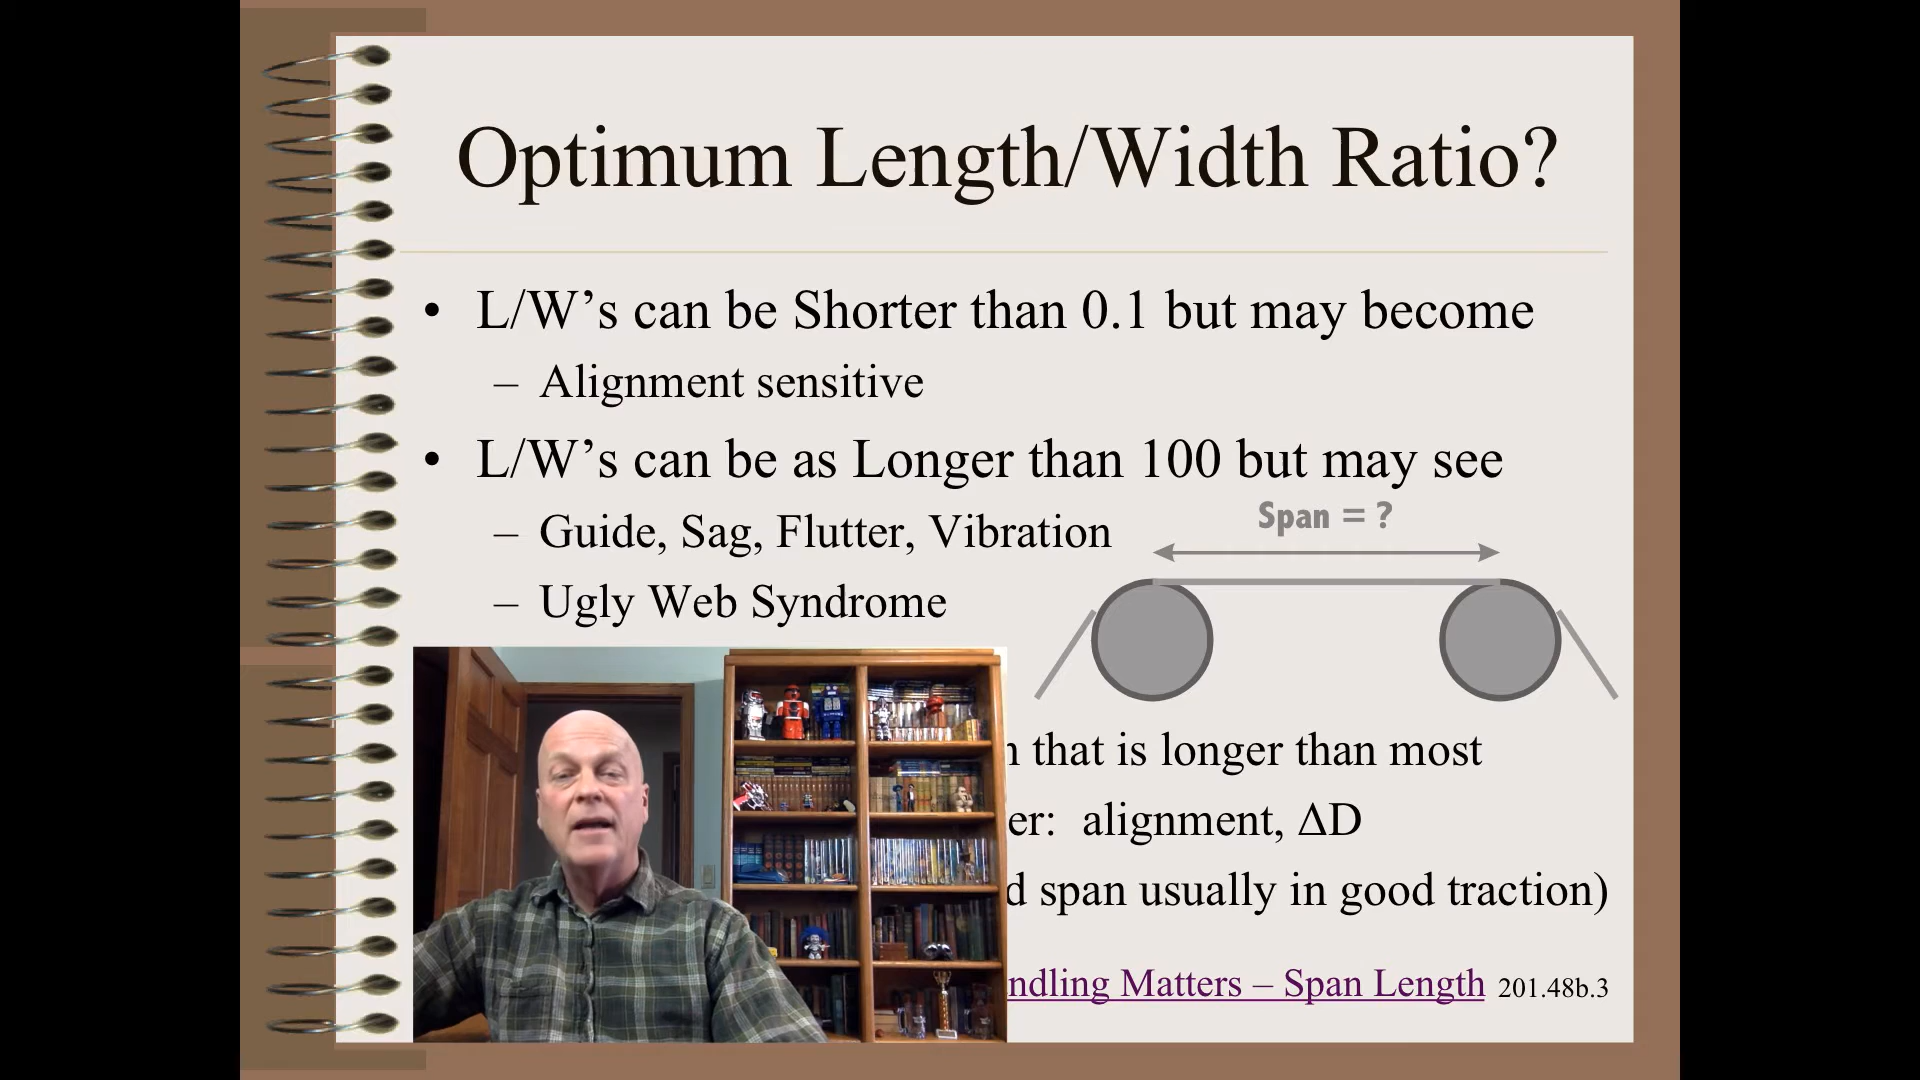 Optimum Length/Width Ratio?
• L/W’s can be Shorter than 0.1 but may become
– Alignment sensitive
• L/W’s can be as Longer than 100 but may see
– Guide, Sag, Flutter, Vibration
Span = ?
– Ugly Web Syndrome
that is longer than most
er: alignment, ΔD
d span usually in good traction)
ndling Matters – Span Length 201.48b.3